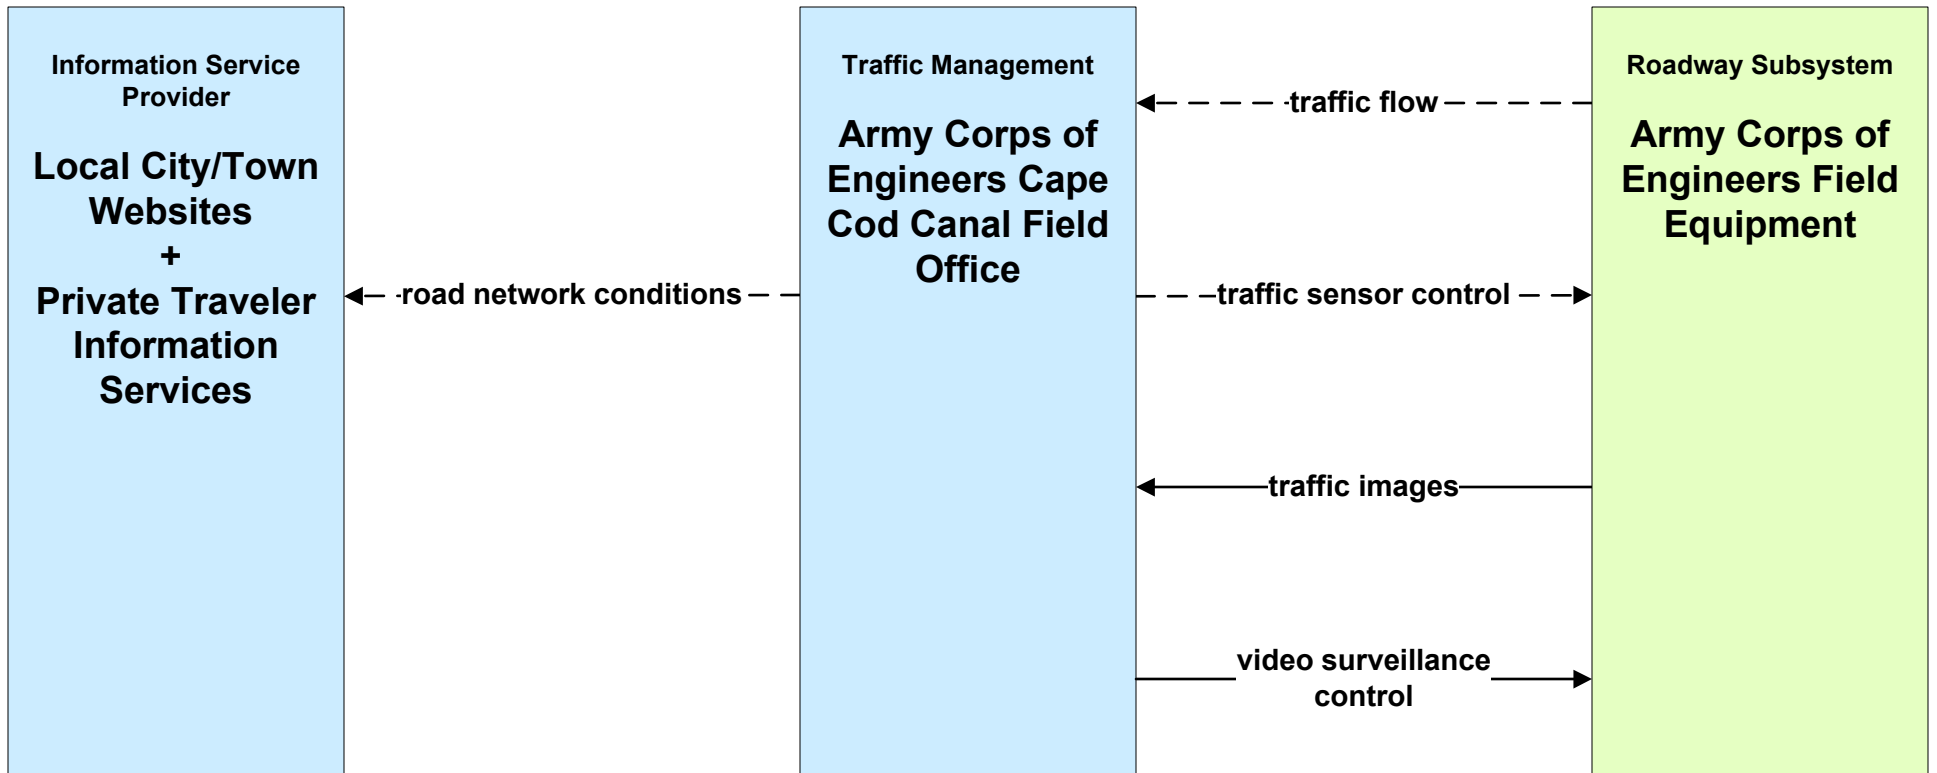 Information Service
Provider
Local City/Town
Websites
+
Private Traveler
Information
Services
road network conditions
Traffic Management
Army Corps of
Engineers Cape
Cod Canal Field
Office
traffic flow
traffic sensor control
traffic images
video surveillance
control
Roadway Subsystem
Army Corps of
Engineers Field
Equipment